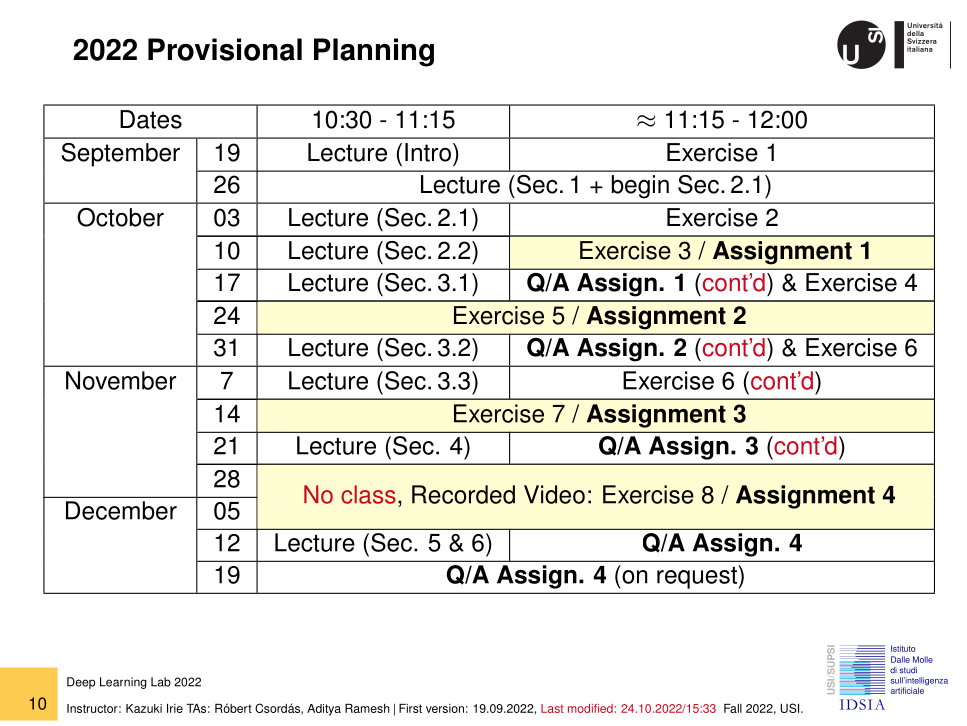 2022 Provisional Planning
Università
della
Svizzera
italiana
USI
Dates 10:30 - 11:15 ≈ 11:15 - 12:00
September 19 Lecture (Intro) Exercise 1
26 Lecture (Sec. 1 + begin Sec. 2.1)
October 03 Lecture (Sec. 2.1) Exercise 2
10 Lecture (Sec. 2.2) Exercise 3 / Assignment 1
17 Lecture (Sec. 3.1) Q/A Assign. 1 (cont’d) & Exercise 4
24 Exercise 5 / Assignment 2
31 Lecture (Sec. 3.2) Q/A Assign. 2 (cont’d) & Exercise 6
November 7 Lecture (Sec. 3.3) Exercise 6 (cont’d)
14 Exercise 7 / Assignment 3
21 Lecture (Sec. 4) Q/A Assign. 3 (cont’d)
28
No class, Recorded Video: Exercise 8 / Assignment 4
December 05
12 Lecture (Sec. 5 & 6) Q/A Assign. 4
19 Q/A Assign. 4 (on request)
USI/SUPSI
Istituto
Dalle Molle
di studi
sull'intelligenza
artificiale
IDSIA
Deep Learning Lab 2022
10
Instructor: Kazuki Irie TAs: Róbert Csordás, Aditya Ramesh | First version: 19.09.2022, Last modified: 24.10.2022/15:33 Fall 2022, USI.